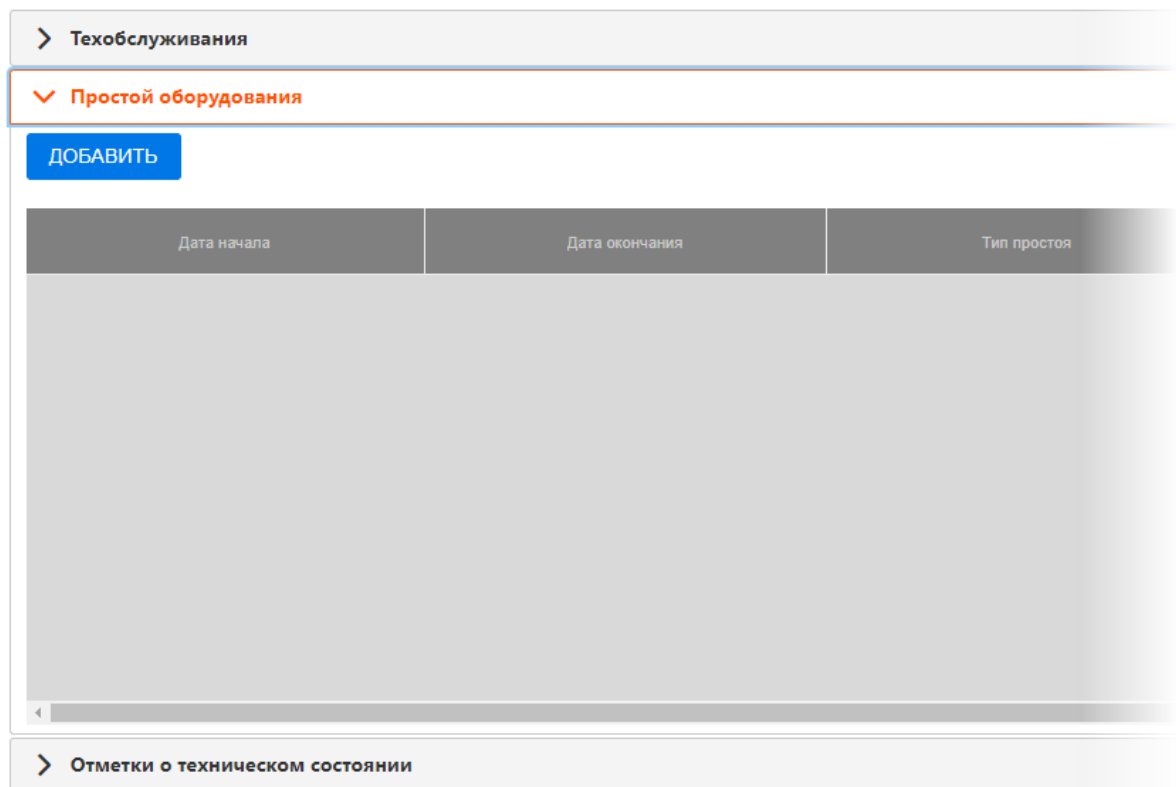 Техобслуживания
Простой оборудования
ДОБАВИТЬ
Дата начала Дата окончания Тип простоя
Отметки о техническом состоянии